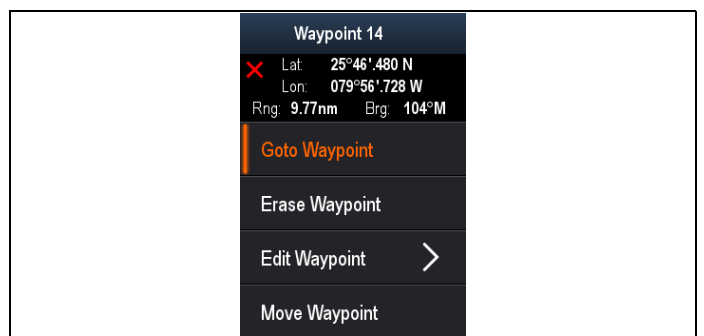 Waypoint 14
Lat: 25°46'.480 N
Lon: 079°56'.728 W
Rng: 9.77nm Brg: 104°M
Goto Waypoint
Erase Waypoint
Edit Waypoint
Move Waypoint